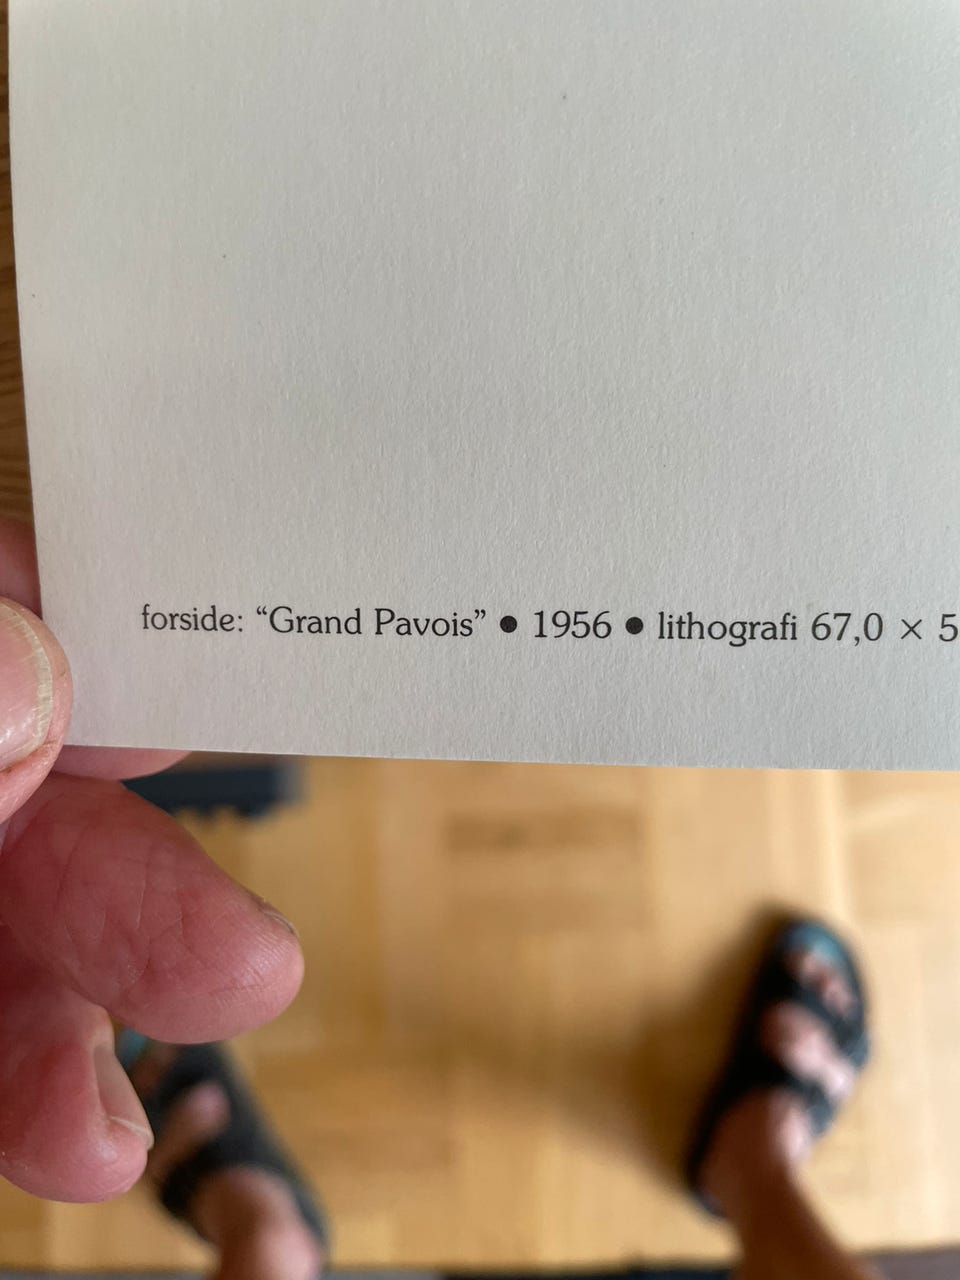 forside: “Grand Pavois” ● 1956 ● lithografi 67,0 × 5